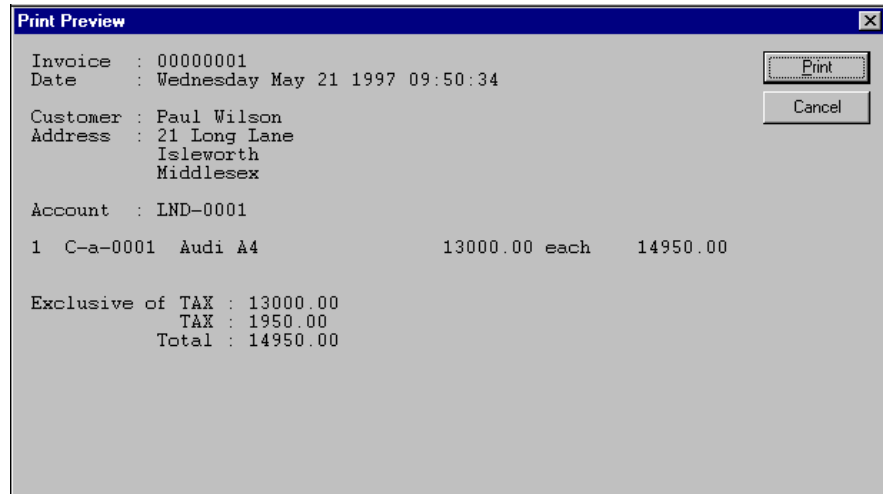 Print Preview
Invoice : 00000001
Date : Wednesday May 21 1997 09:50:34
Print
Cancel
Customer : Paul Wilson
Address : 21 Long Lane
Isleworth
Middlesex
Account : LND-0001
1 C-a-0001 Audi A4 13000.00 each 14950.00
Exclusive of TAX : 13000.00
TAX : 1950.00
Total : 14950.00